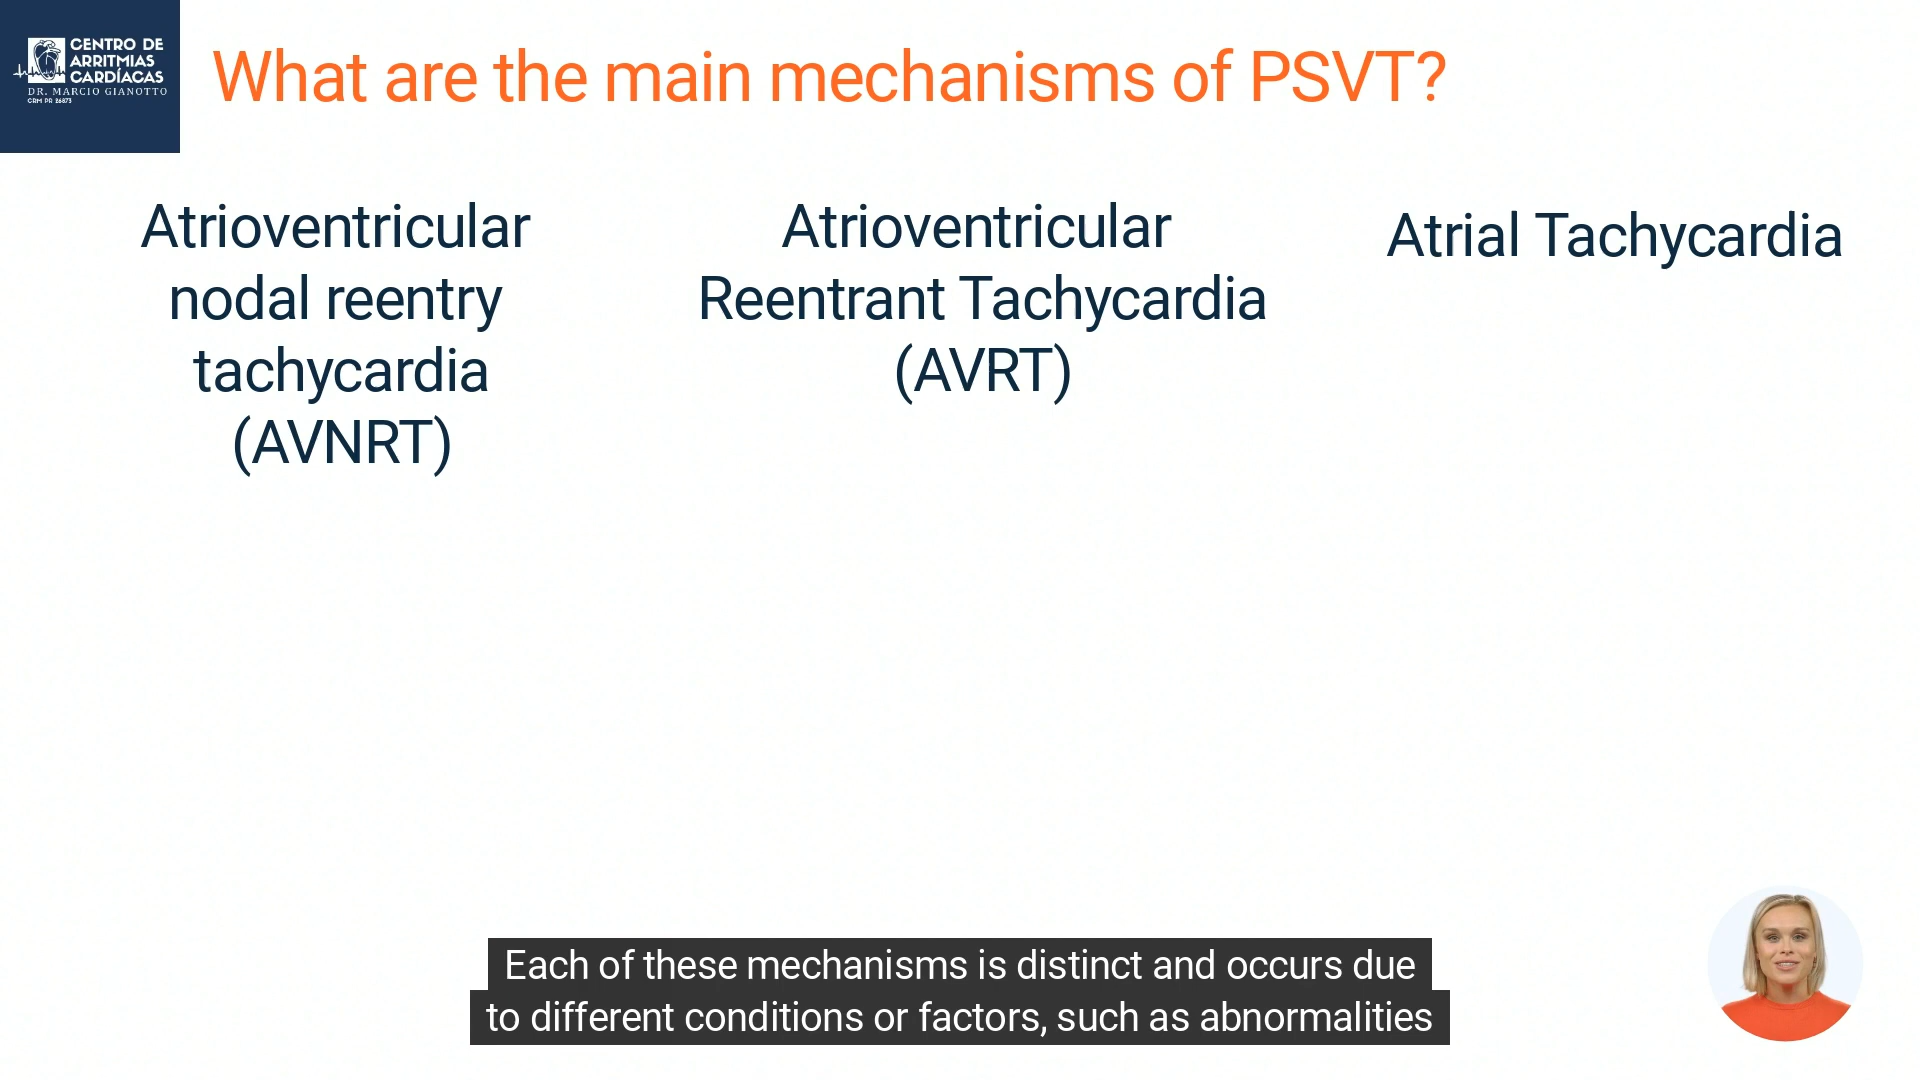 CENTRO DE
ARRITMIAS
CARDÍACAS
DR. MARCIO GIANOTTO
CRM PR 26873
What are the main mechanisms of PSVT?
Atrioventricular
nodal reentry
tachycardia
(AVNRT)
Atrioventricular
Reentrant Tachycardia
(AVRT)
Atrial Tachycardia
Each of these mechanisms is distinct and occurs due
to different conditions or factors, such as abnormalities